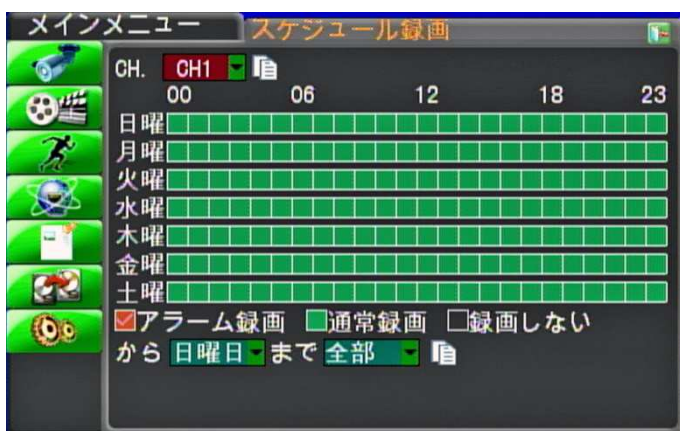 メインメニュー スケジュール録画
CH. CH1
00 06 12 18 23
日曜
月曜
火曜
水曜
木曜
金曜
土曜
アラーム録画 通常録画 録画しない
から 日曜日 まで 全部